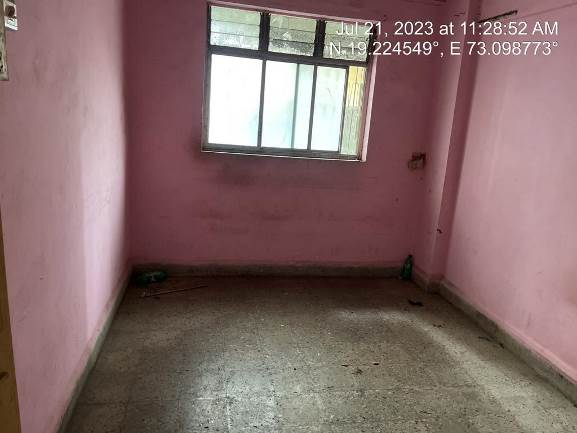 Jul 21, 2023 at 11:28:52 AM
N 19.224549°, E 73.098773°